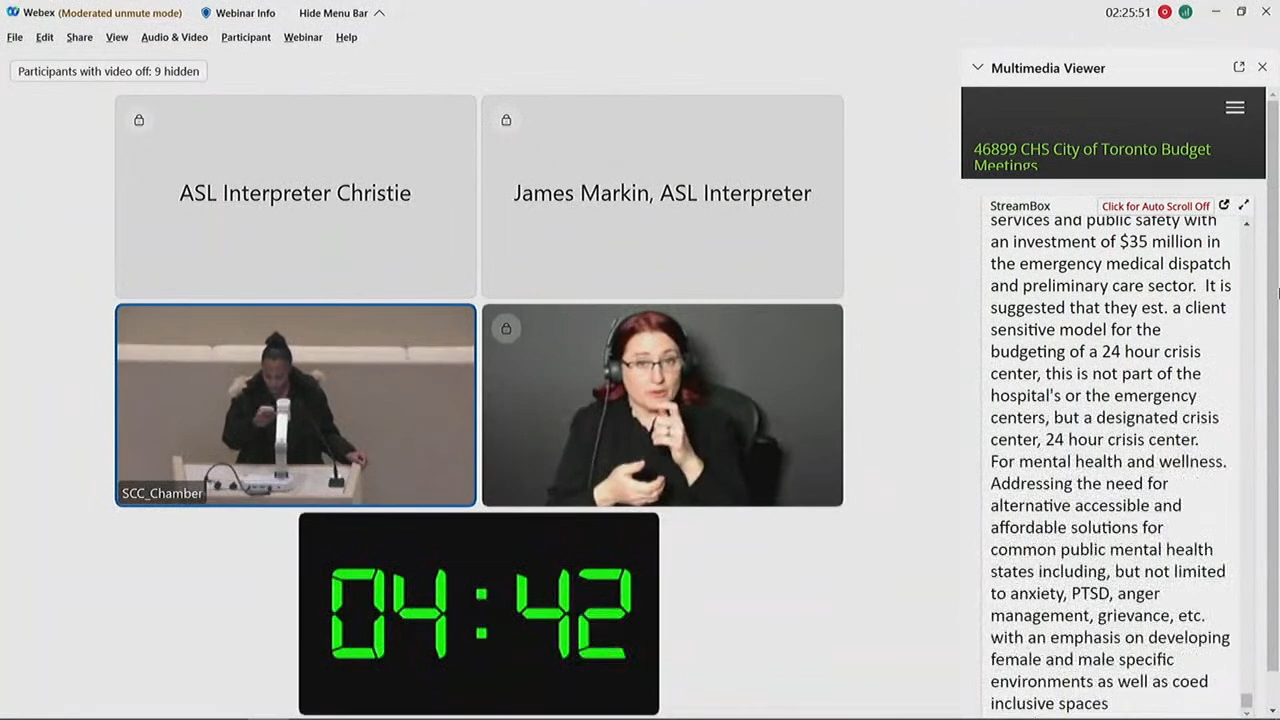 Webex (Moderated unmute mode) Webinar Info Hide Menu Bar 02:25:51
File Edit Share View Audio & Video Participant Webinar Help
Participants with video off: 9 hidden
Multimedia Viewer
ASL Interpreter Christie
James Markin, ASL Interpreter
SCC_Chamber
04:42
46899 CHS City of Toronto Budget
Meetings
StreamBox Click for Auto Scroll Off
services and public safety with
an investment of $35 million in
the emergency medical dispatch
and preliminary care sector. It is
suggested that they est. a client
sensitive model for the
budgeting of a 24 hour crisis
center, this is not part of the
hospital's or the emergency
centers, but a designated crisis
center, 24 hour crisis center.
For mental health and wellness.
Addressing the need for
alternative accessible and
affordable solutions for
common public mental health
states including, but not limited
to anxiety, PTSD, anger
management, grievance, etc.
with an emphasis on developing
female and male specific
environments as well as coed
inclusive spaces